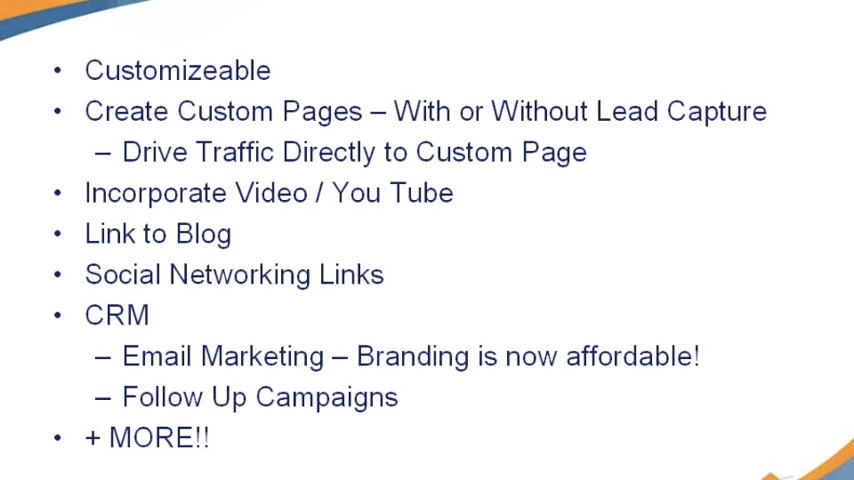 • Customizeable
• Create Custom Pages – With or Without Lead Capture
– Drive Traffic Directly to Custom Page
• Incorporate Video / You Tube
• Link to Blog
• Social Networking Links
• CRM
– Email Marketing – Branding is now affordable!
– Follow Up Campaigns
• + MORE!!